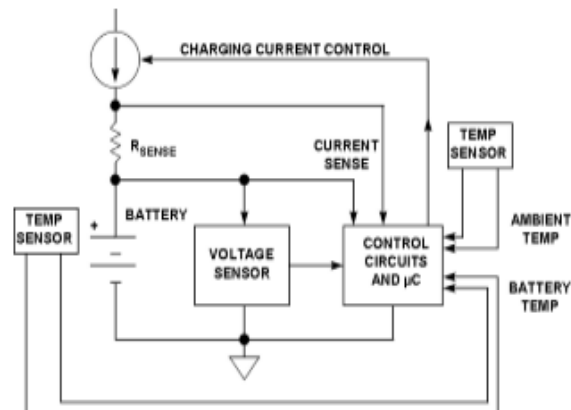 CHARGING CURRENT CONTROL
TEMP
SENSOR
RSENSE
CURRENT
SENSE
TEMP
SENSOR
+
BATTERY
VOLTAGE
SENSOR
CONTROL
CIRCUITS
AND µC
AMBIENT
TEMP
BATTERY
TEMP